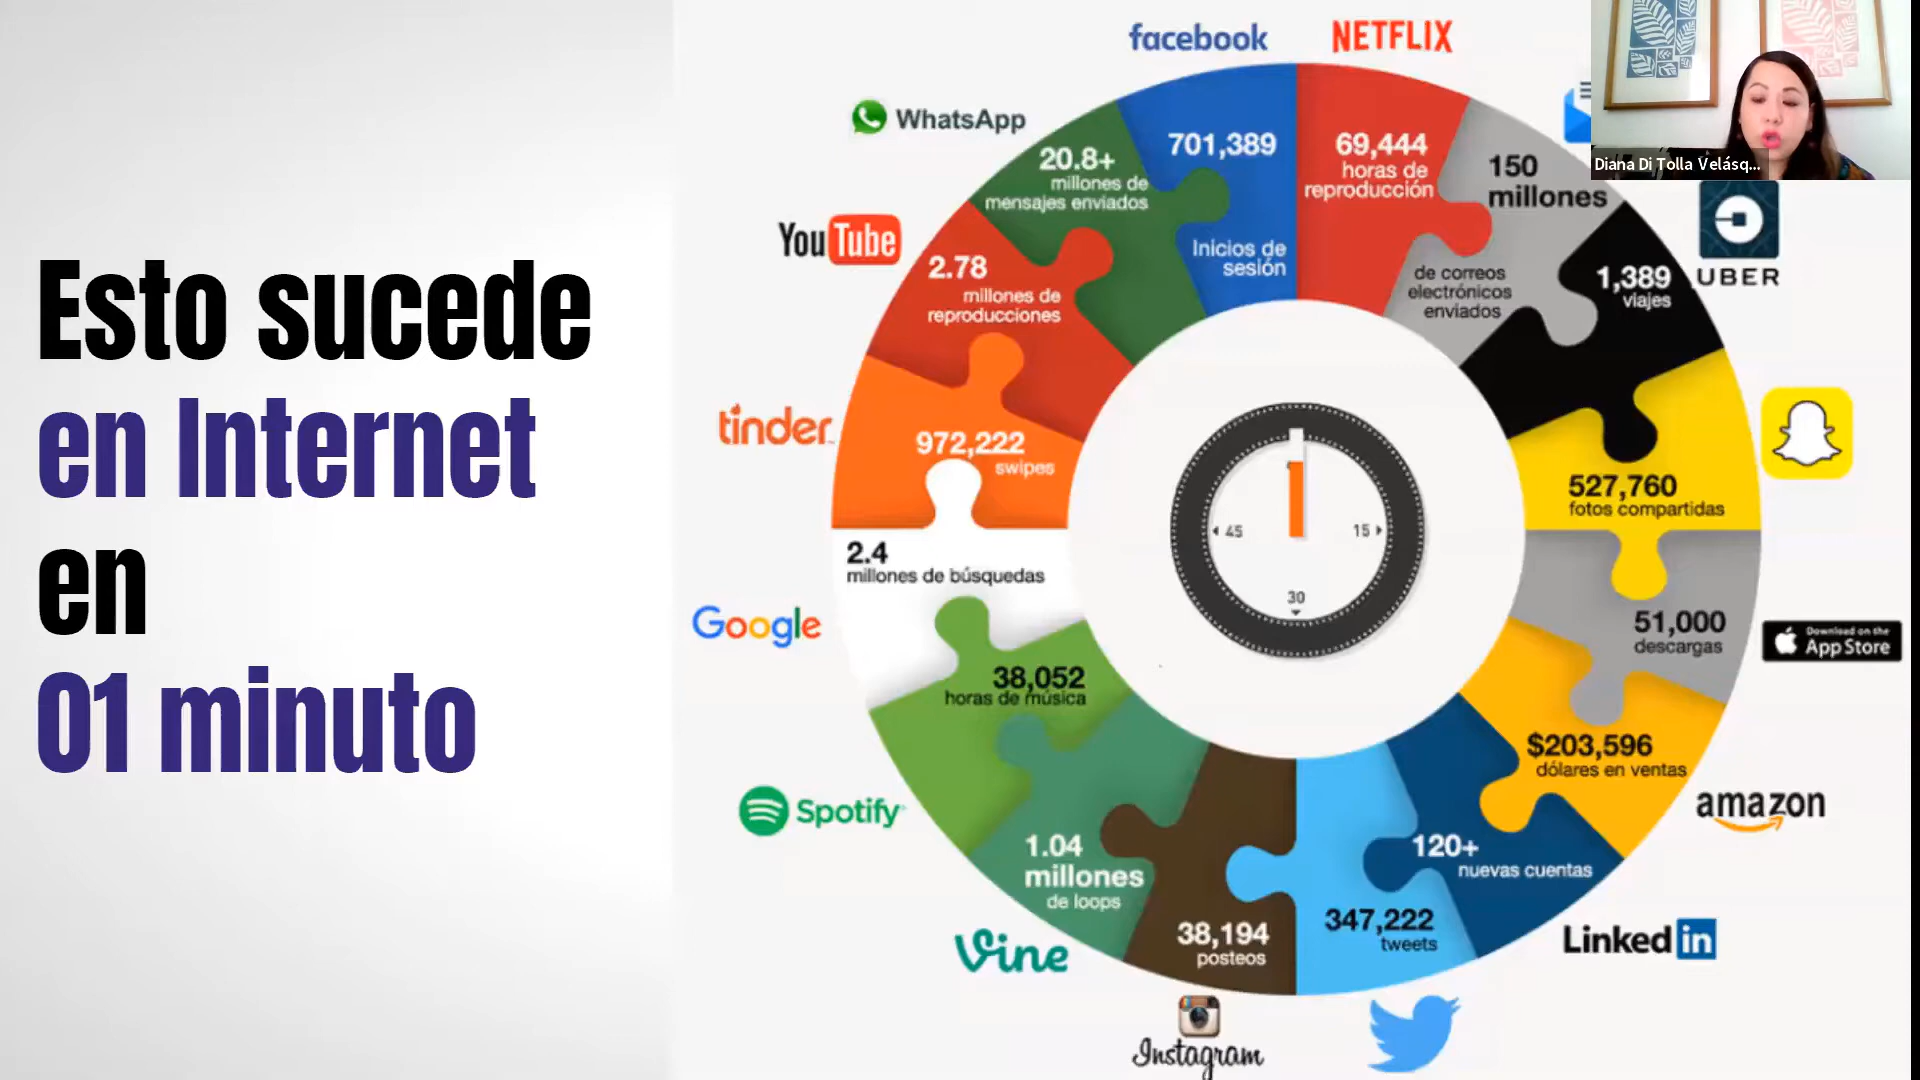 Esto sucede
en Internet
en
01 minuto
facebook
701,389
Inicios de
sesión
NETFLIX
69,444
horas de
reproducción
150
millones
de correos
electrónicos
enviados
UBER
1,389
viajes
527,760
fotos compartidas
51,000
descargas
Download on the
App Store
$203,596
dólares en ventas
amazon
120+
nuevas cuentas
Linked in
347,222
tweets
38,194
posteos
Instagram
1.04
millones
de loops
Vine
38,052
horas de música
Spotify
2.4
millones de búsquedas
Google
972,222
swipes
tinder
2.78
millones de
reproducciones
YouTube
20.8+
millones de
mensajes enviados
WhatsApp
45
15
30
Diana Di Tolla Velásq...